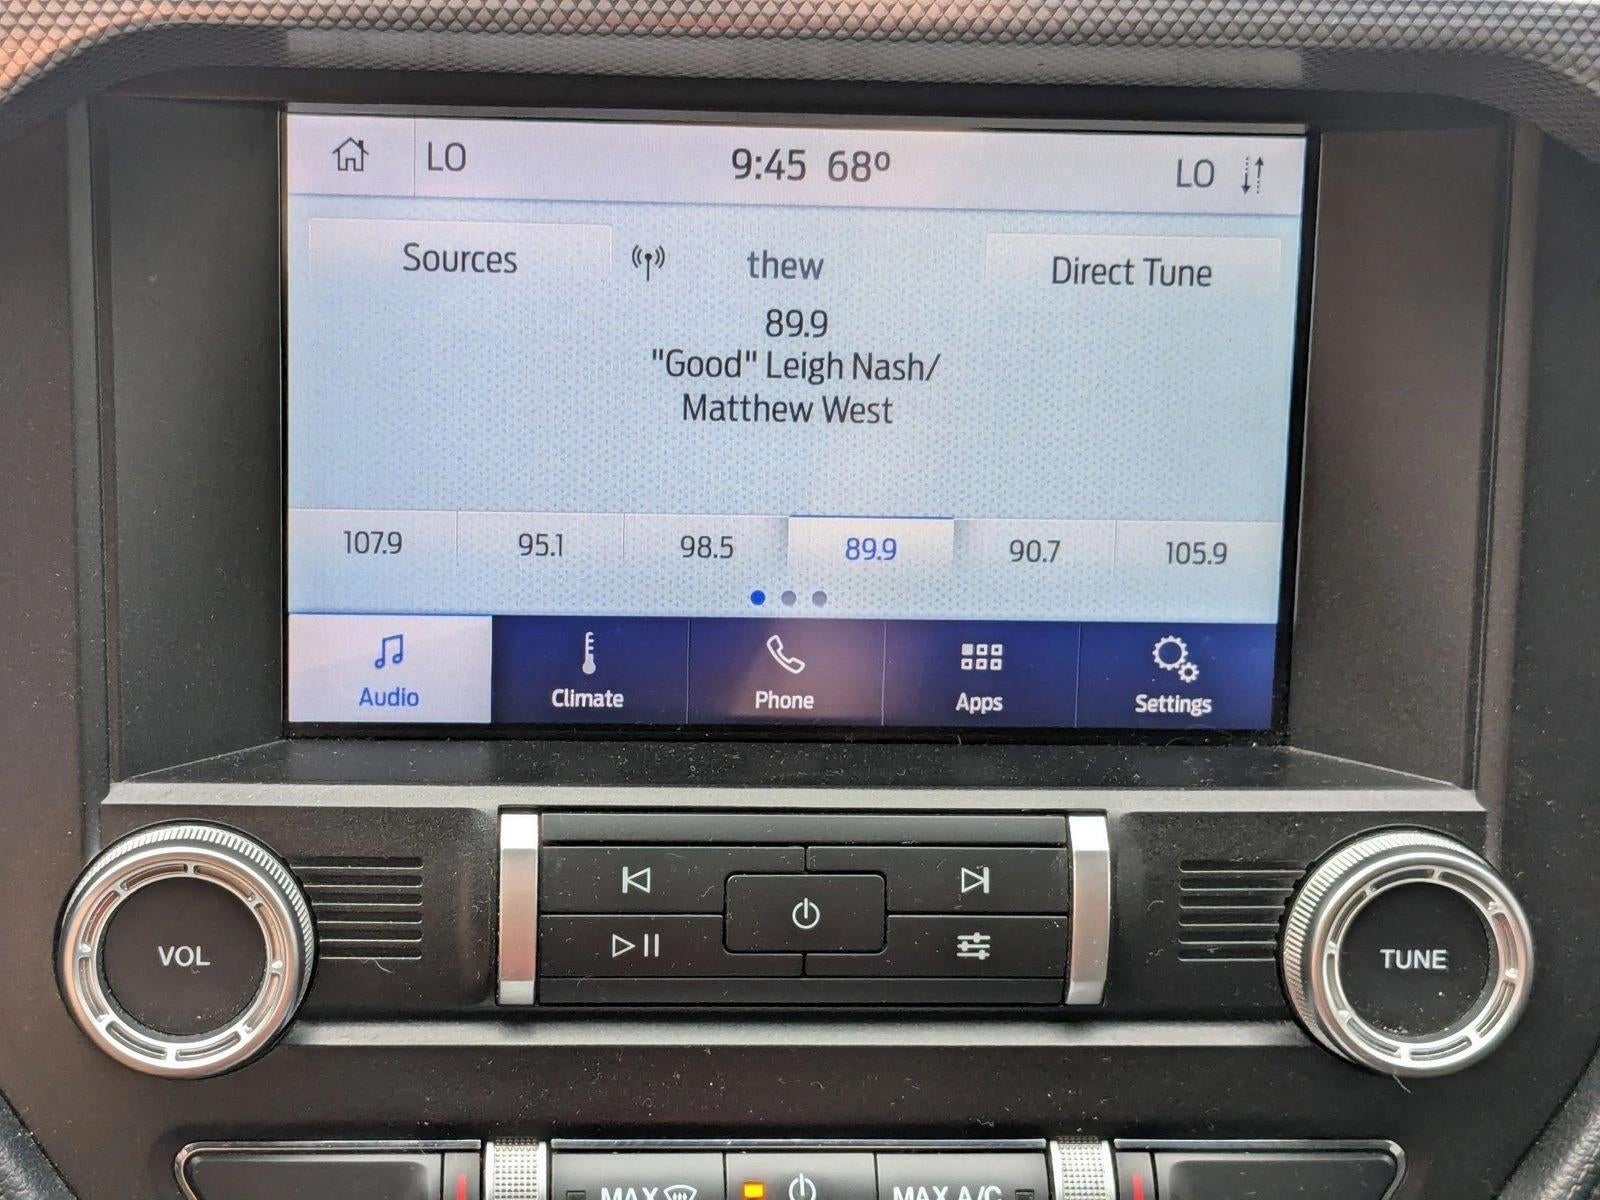 LO 9:45 68º LO
Sources thew Direct Tune
89.9
"Good" Leigh Nash/
Matthew West
107.9 95.1 98.5 89.9 90.7 105.9
Audio Climate Phone Apps Settings
VOL TUNE
MAX MAX A/C